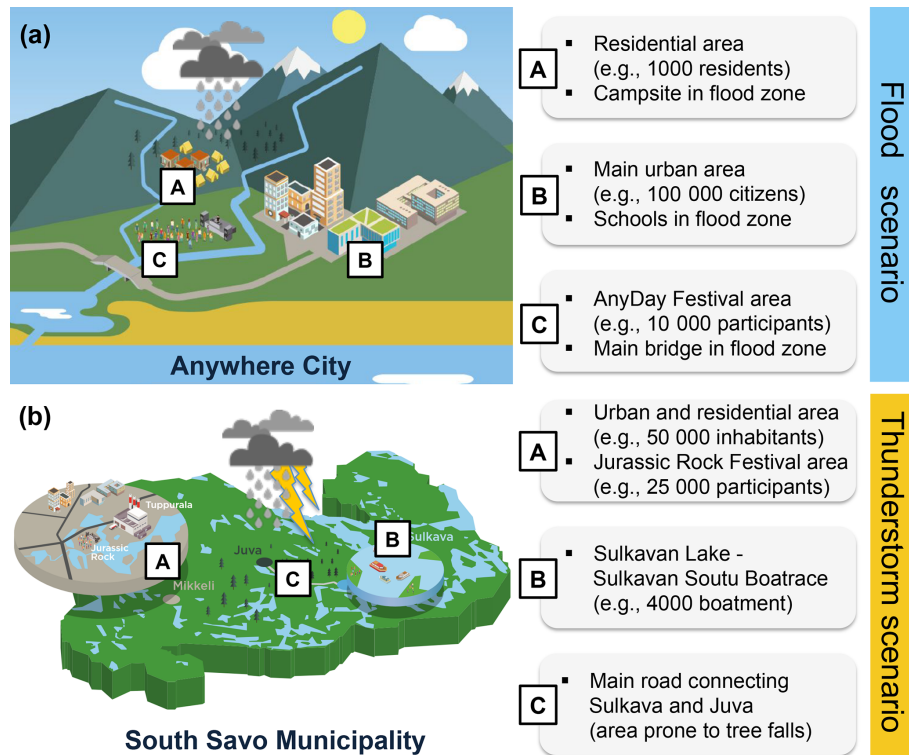 (a)
A
B
C
Anywhere City
A
▪ Residential area
(e.g., 1000 residents)
▪ Campsite in flood zone
B
▪ Main urban area
(e.g., 100 000 citizens)
▪ Schools in flood zone
C
▪ AnyDay Festival area
(e.g., 10 000 participants)
▪ Main bridge in flood zone
Flood scenario
(b)
Tuppurala
Jurassic
Rock
A
Mikkeli
Juva
C
B
Sulkava
South Savo Municipality
A
▪ Urban and residential area
(e.g., 50 000 inhabitants)
▪ Jurassic Rock Festival area
(e.g., 25 000 participants)
B
▪ Sulkavan Lake -
Sulkavan Soutu Boatrace
(e.g., 4000 boatment)
C
▪ Main road connecting
Sulkava and Juva
(area prone to tree falls)
Thunderstorm scenario